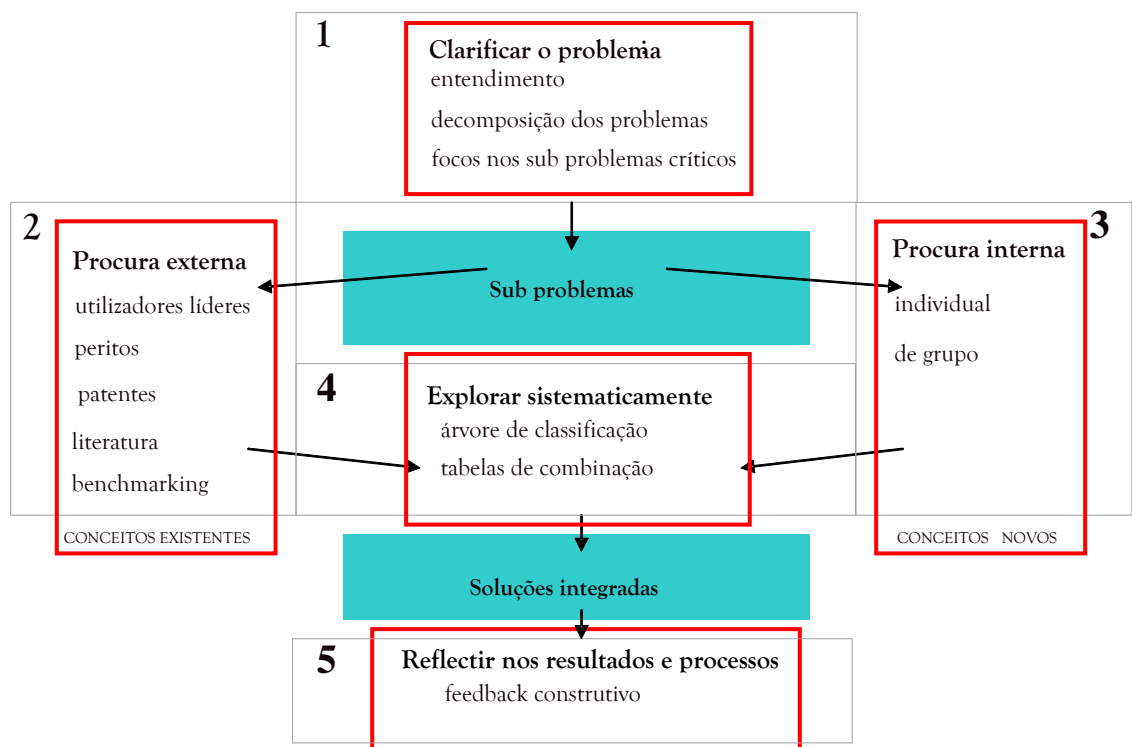 1
Clarificar o problema
entendimento
decomposição dos problemas
focos nos sub problemas críticos
2
Procura externa
utilizadores líderes
peritos
patentes
literatura
benchmarking
CONCEITOS EXISTENTES
Sub problemas
3
Procura interna
individual
de grupo
CONCEITOS NOVOS
4
Explorar sistematicamente
árvore de classificação
tabelas de combinação
Soluções integradas
5
Reflectir nos resultados e processos
feedback construtivo